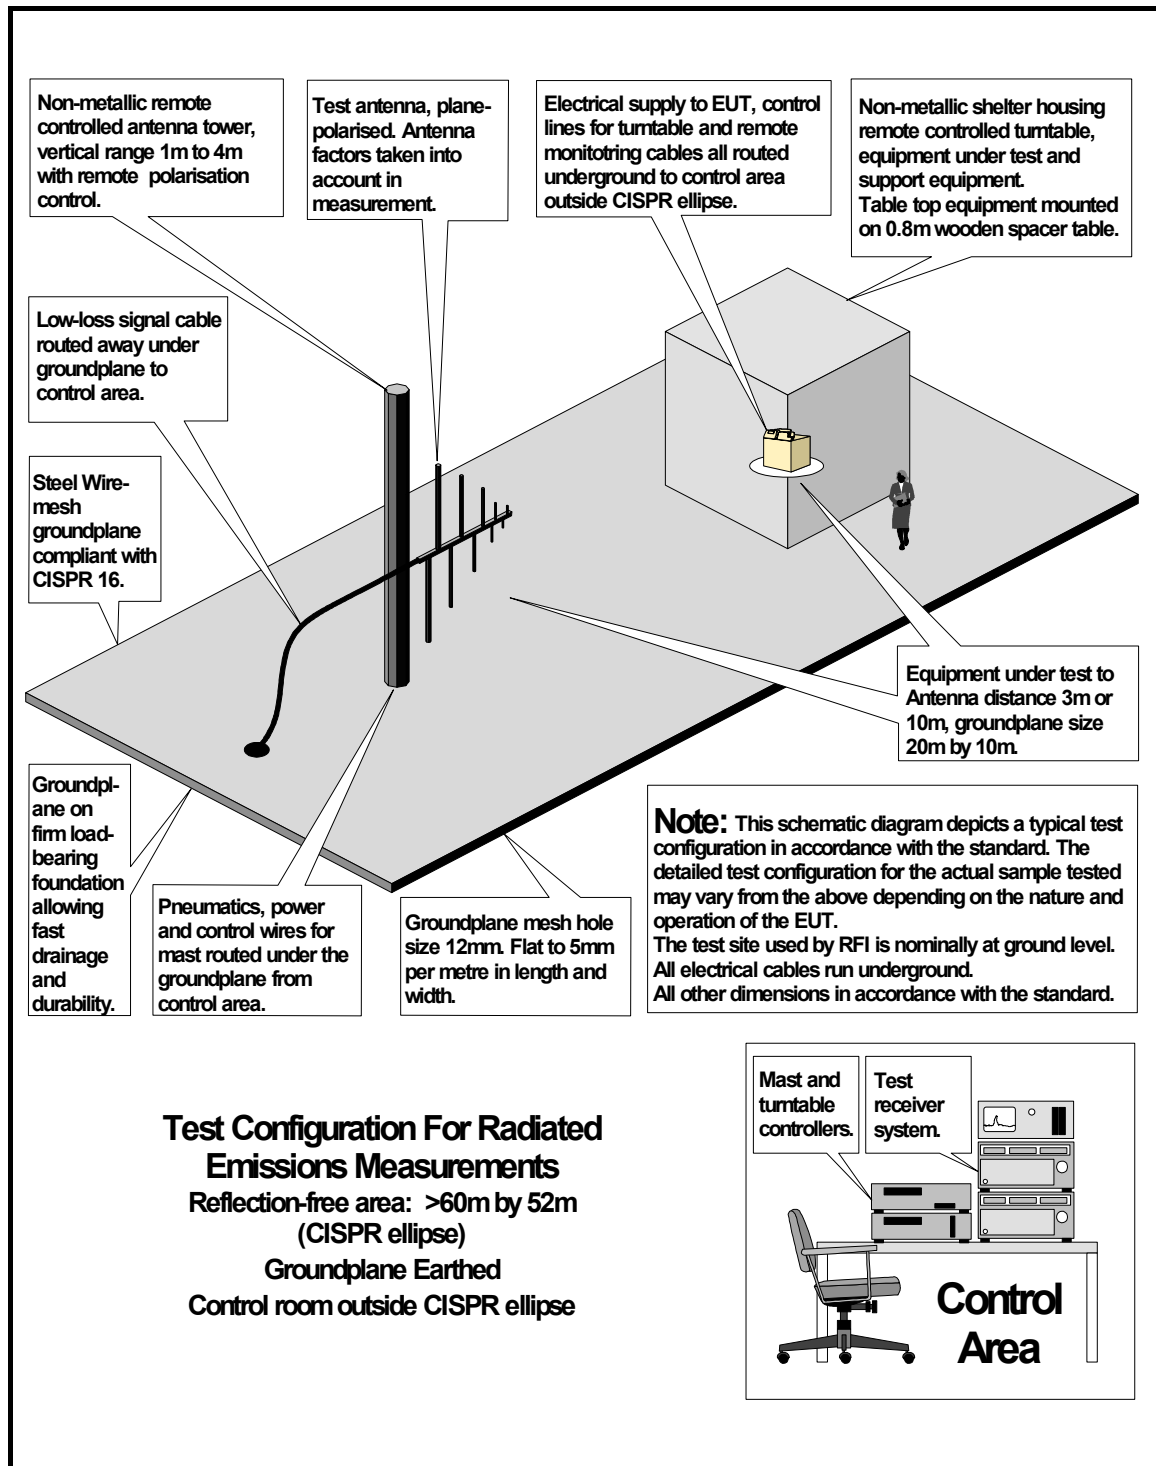 Non-metallic remote
controlled antenna tower,
vertical range 1m to 4m
with remote polarisation
control.
Test antenna, plane-
polarised. Antenna
factors taken into
account in
measurement.
Electrical supply to EUT, control
lines for turntable and remote
monitotring cables all routed
underground to control area
outside CISPR ellipse.
Non-metallic shelter housing
remote controlled turntable,
equipment under test and
support equipment.
Table top equipment mounted
on 0.8m wooden spacer table.
Low-loss signal cable
routed away under
groundplane to
control area.
Steel Wire-
mesh
groundplane
compliant with
CISPR 16.
Equipment under test to
Antenna distance 3m or
10m, groundplane size
20m by 10m.
Groundpl-
ane on
firm load-
bearing
foundation
allowing
fast
drainage
and
durability.
Pneumatics, power
and control wires for
mast routed under the
groundplane from
control area.
Groundplane mesh hole
size 12mm. Flat to 5mm
per metre in length and
width.
Note: This schematic diagram depicts a typical test
configuration in accordance with the standard. The
detailed test configuration for the actual sample tested
may vary from the above depending on the nature and
operation of the EUT.
The test site used by RFI is nominally at ground level.
All electrical cables run underground.
All other dimensions in accordance with the standard.
Test Configuration For Radiated
Emissions Measurements
Reflection-free area: >60m by 52m
(CISPR ellipse)
Groundplane Earthed
Control room outside CISPR ellipse
Mast and
turntable
controllers.
Test
receiver
system.
Control
Area